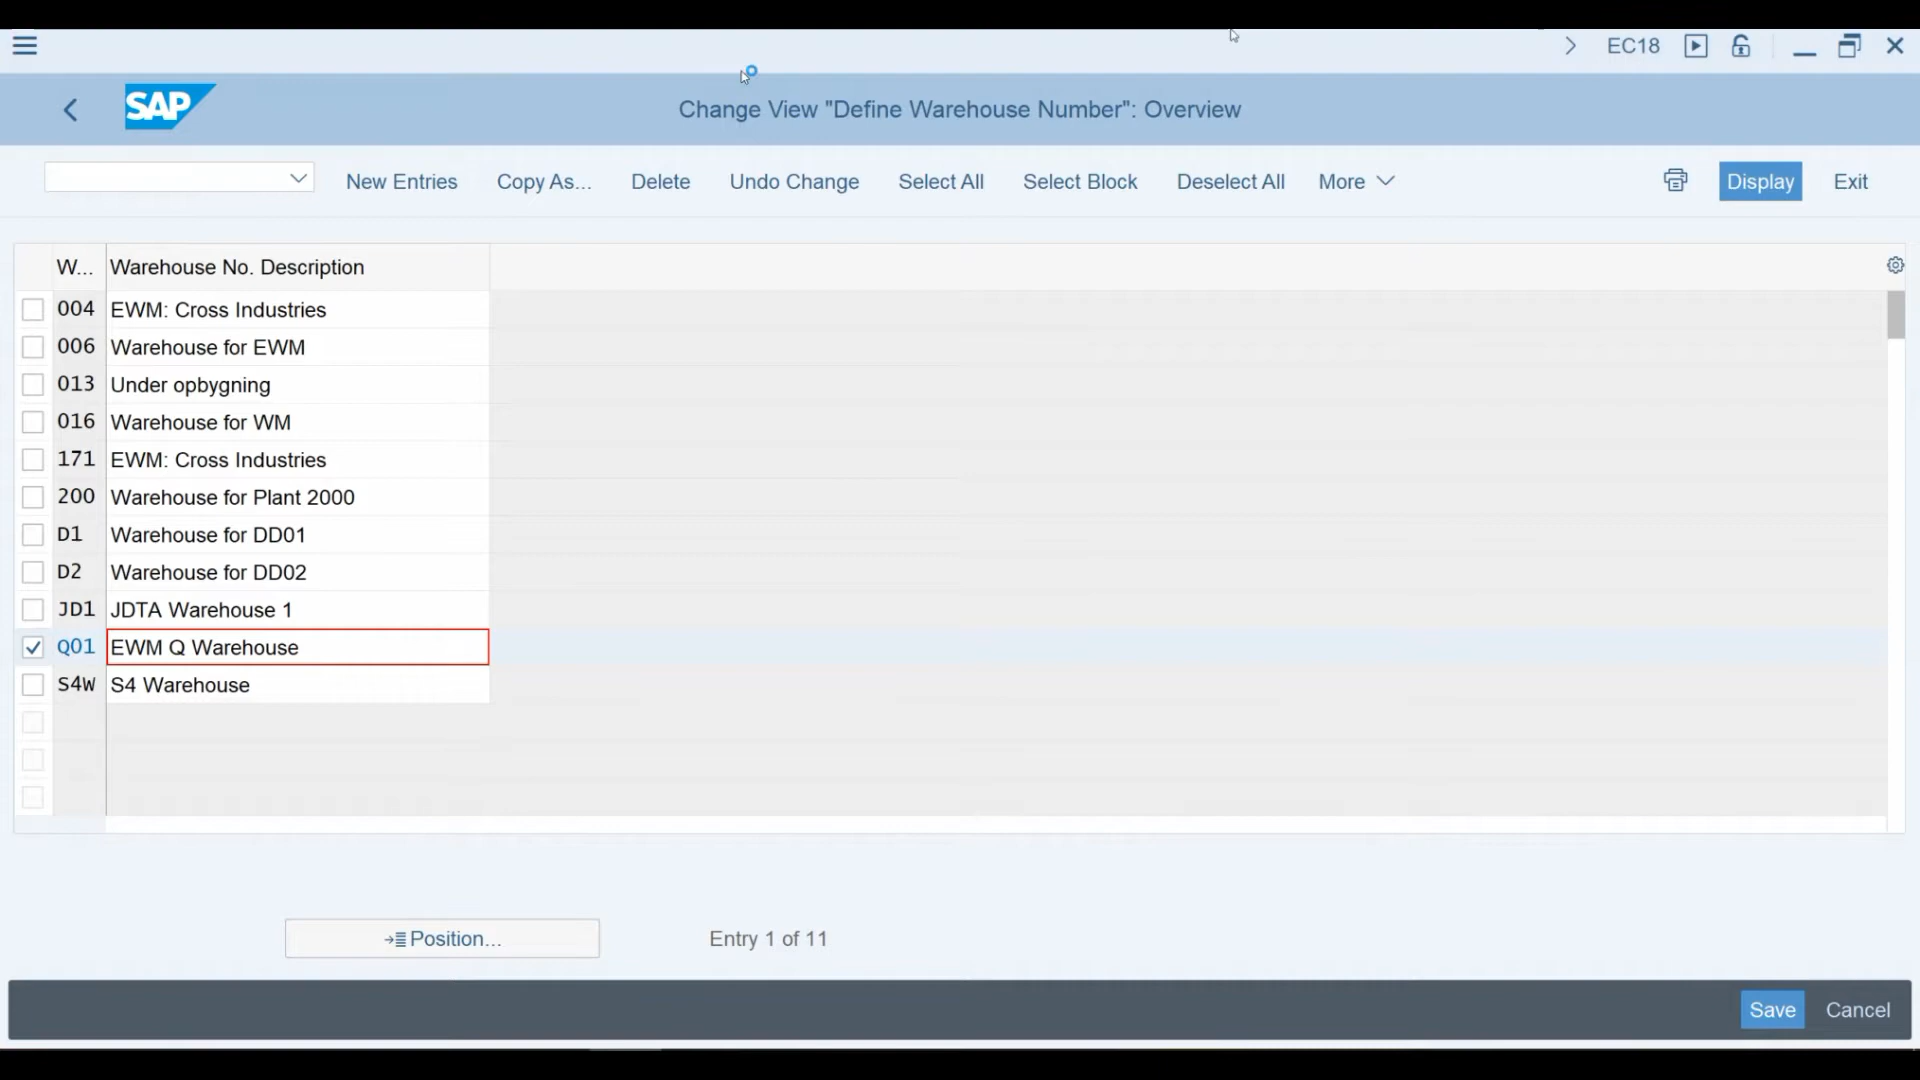 EC18
SAP
Change View "Define Warehouse Number": Overview
New Entries Copy As... Delete Undo Change Select All Select Block Deselect All More Display Exit
W... Warehouse No. Description
004 EWM: Cross Industries
006 Warehouse for EWM
013 Under opbygning
016 Warehouse for WM
171 EWM: Cross Industries
200 Warehouse for Plant 2000
D1 Warehouse for DD01
D2 Warehouse for DD02
JD1 JDTA Warehouse 1
Q01 EWM Q Warehouse
S4W S4 Warehouse
Position... Entry 1 of 11
Save Cancel